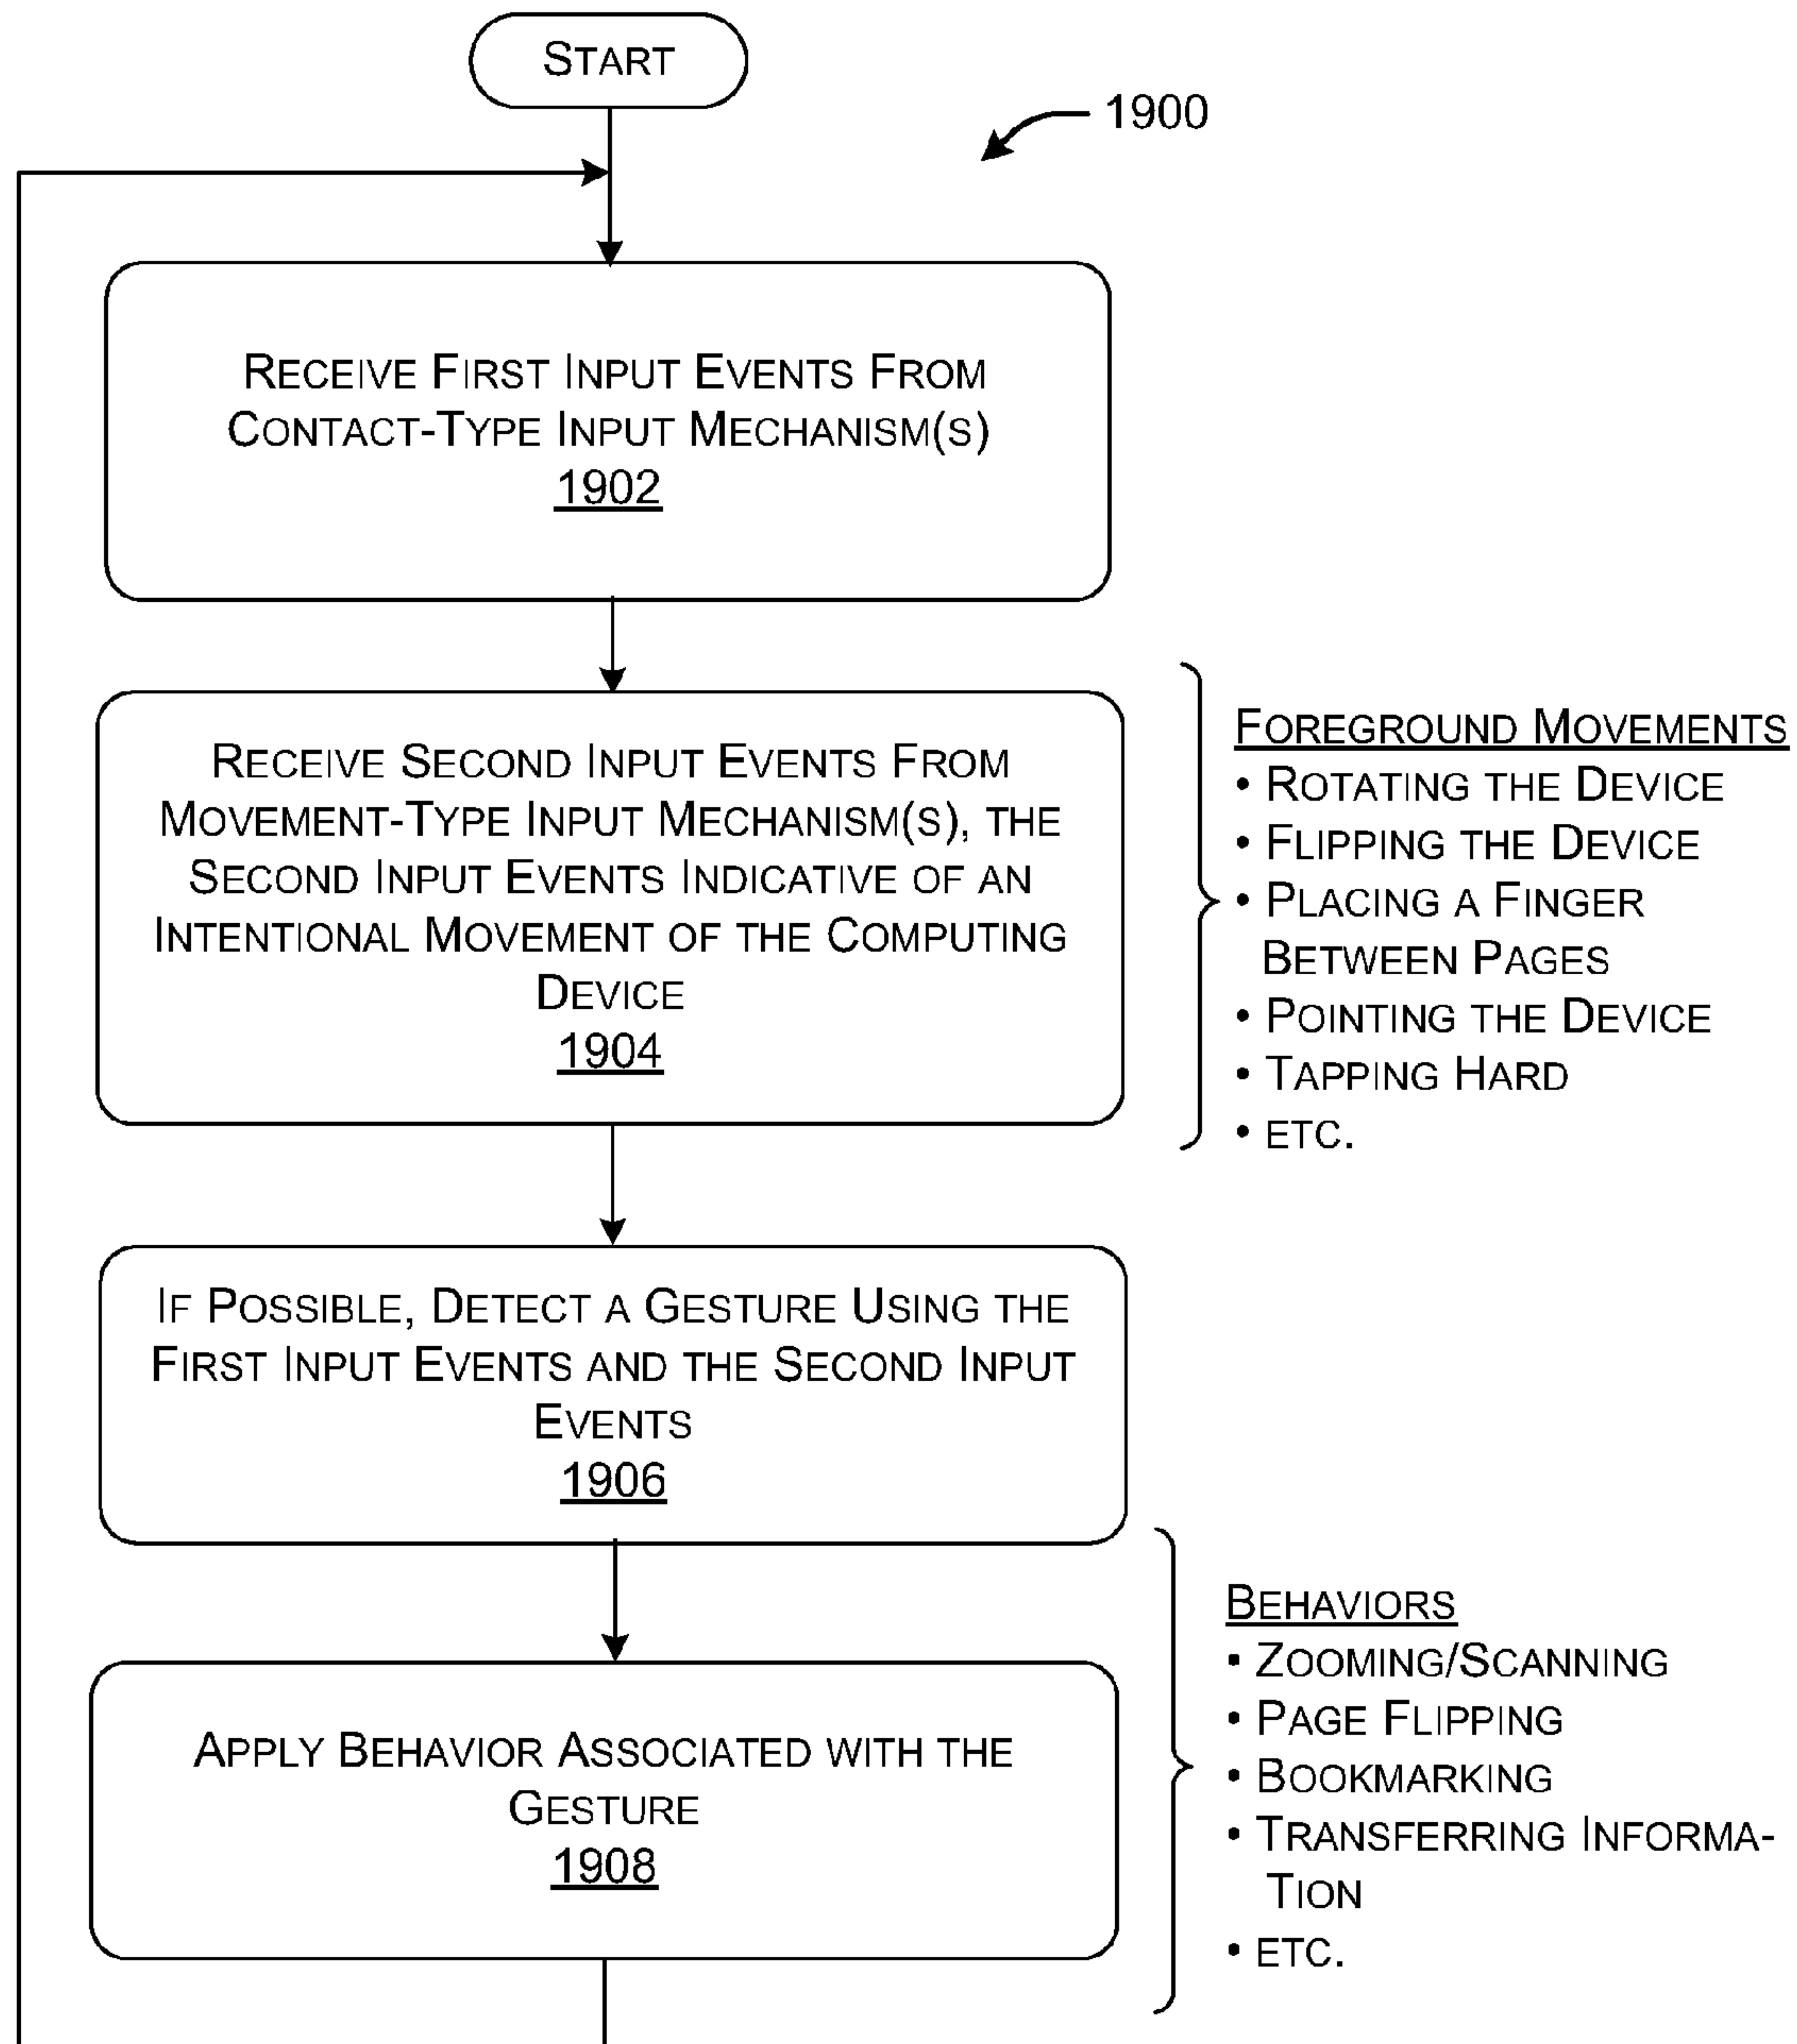 START
1900
RECEIVE FIRST INPUT EVENTS FROM
CONTACT-TYPE INPUT MECHANISM(S)
1902
RECEIVE SECOND INPUT EVENTS FROM
MOVEMENT-TYPE INPUT MECHANISM(S), THE
SECOND INPUT EVENTS INDICATIVE OF AN
INTENTIONAL MOVEMENT OF THE COMPUTING
DEVICE
1904
FOREGROUND MOVEMENTS
• ROTATING THE DEVICE
• FLIPPING THE DEVICE
• PLACING A FINGER
BETWEEN PAGES
• POINTING THE DEVICE
• TAPPING HARD
• ETC.
IF POSSIBLE, DETECT A GESTURE USING THE
FIRST INPUT EVENTS AND THE SECOND INPUT
EVENTS
1906
APPLY BEHAVIOR ASSOCIATED WITH THE
GESTURE
1908
BEHAVIORS
• ZOOMING/SCANNING
• PAGE FLIPPING
• BOOKMARKING
• TRANSFERRING INFORMA-
TION
• ETC.